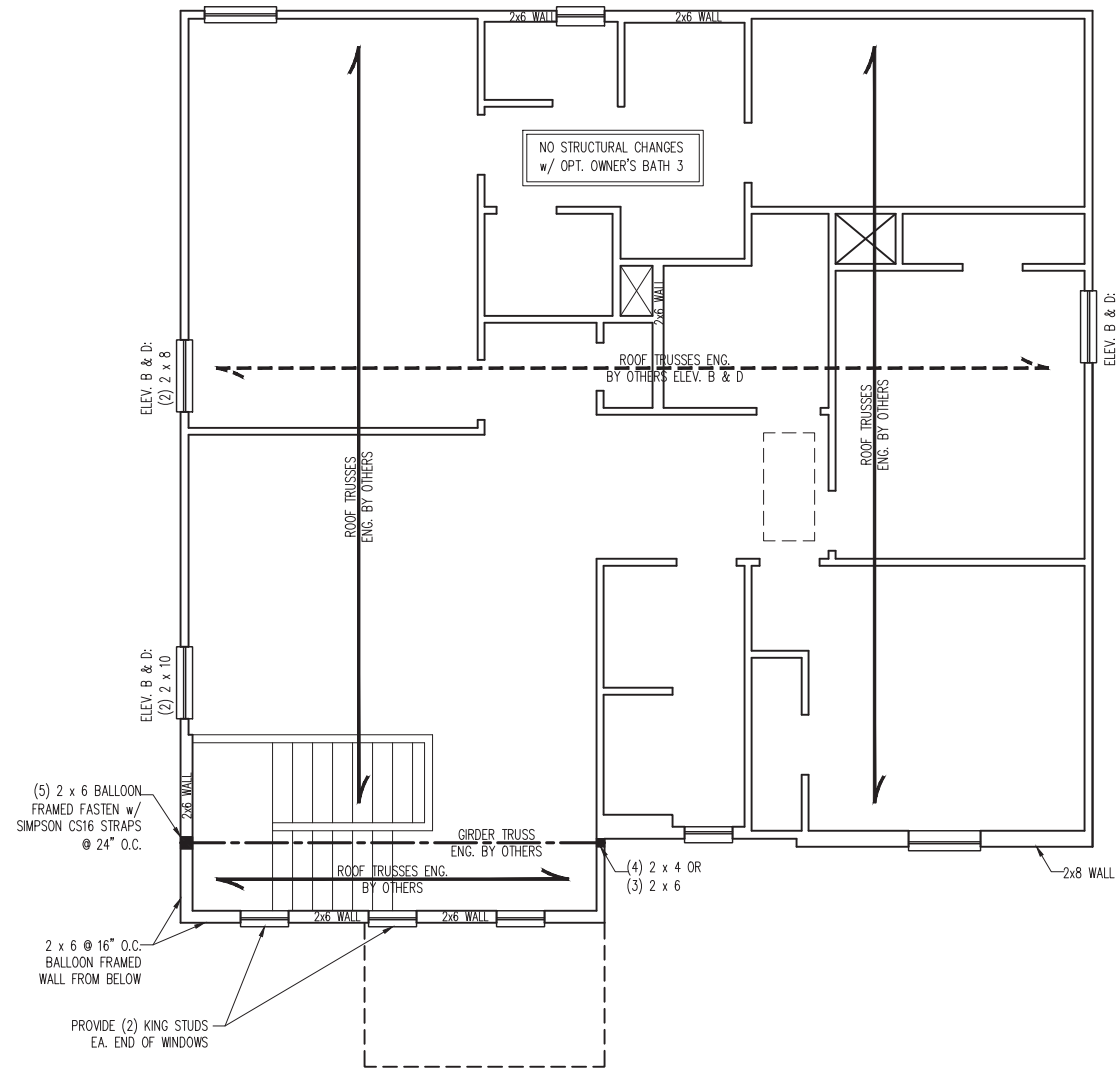 2x6 WALL
2x6 WALL
NO STRUCTURAL CHANGES
w/ OPT. OWNER'S BATH 3
2x6 WALL
ELEV. B & D:
ELEV. B & D:
(2) 2 x 8
ROOF TRUSSES ENG.
BY OTHERS ELEV. B & D
ROOF TRUSSES
ENG. BY OTHERS
ROOF TRUSSES
ENG. BY OTHERS
ELEV. B & D:
(2) 2 x 10
2x6 WALL
(5) 2 x 6 BALLOON
FRAMED FASTEN w/
SIMPSON CS16 STRAPS
@ 24" O.C.
GIRDER TRUSS
ENG. BY OTHERS
ROOF TRUSSES ENG.
BY OTHERS
(4) 2 x 4 OR
(3) 2 x 6
2x8 WALL
2x6 WALL
2x6 WALL
2 x 6 @ 16" O.C.
BALLOON FRAMED
WALL FROM BELOW
PROVIDE (2) KING STUDS
EA. END OF WINDOWS